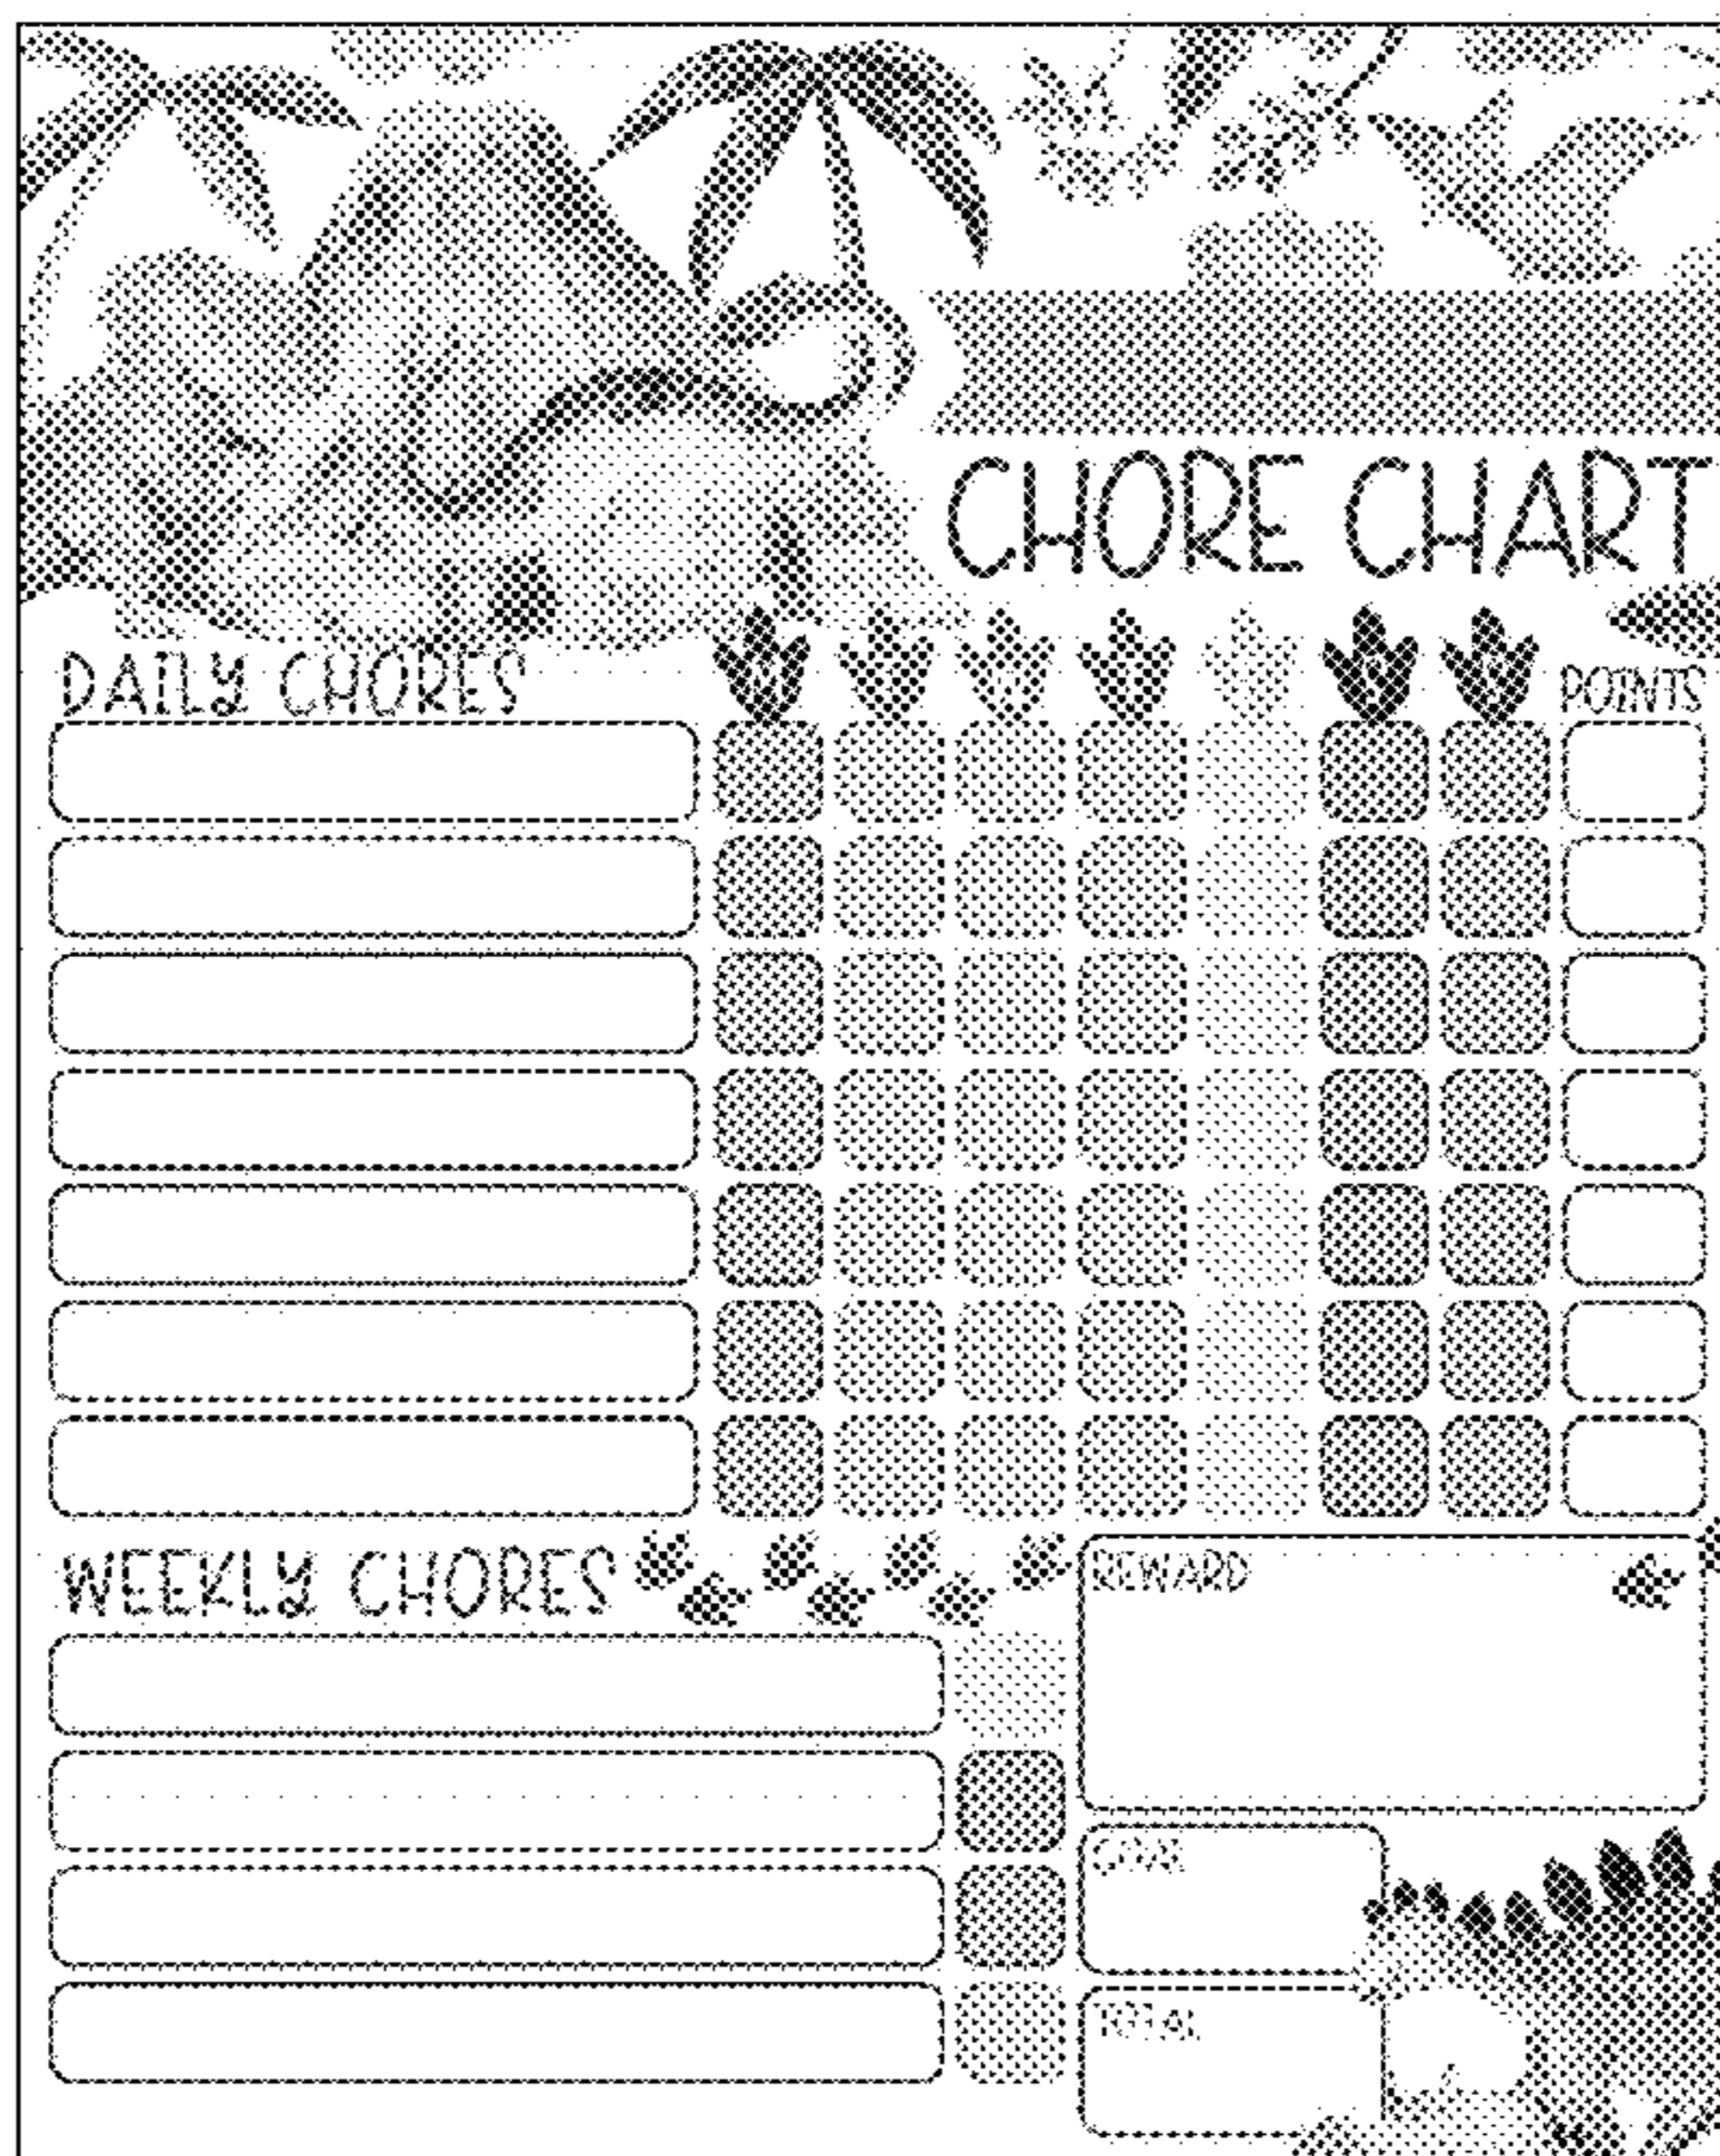 CHORE CHART
DAILY CHORES
POINTS
WEEKLY CHORES
REWARD
GOAL
TOTAL